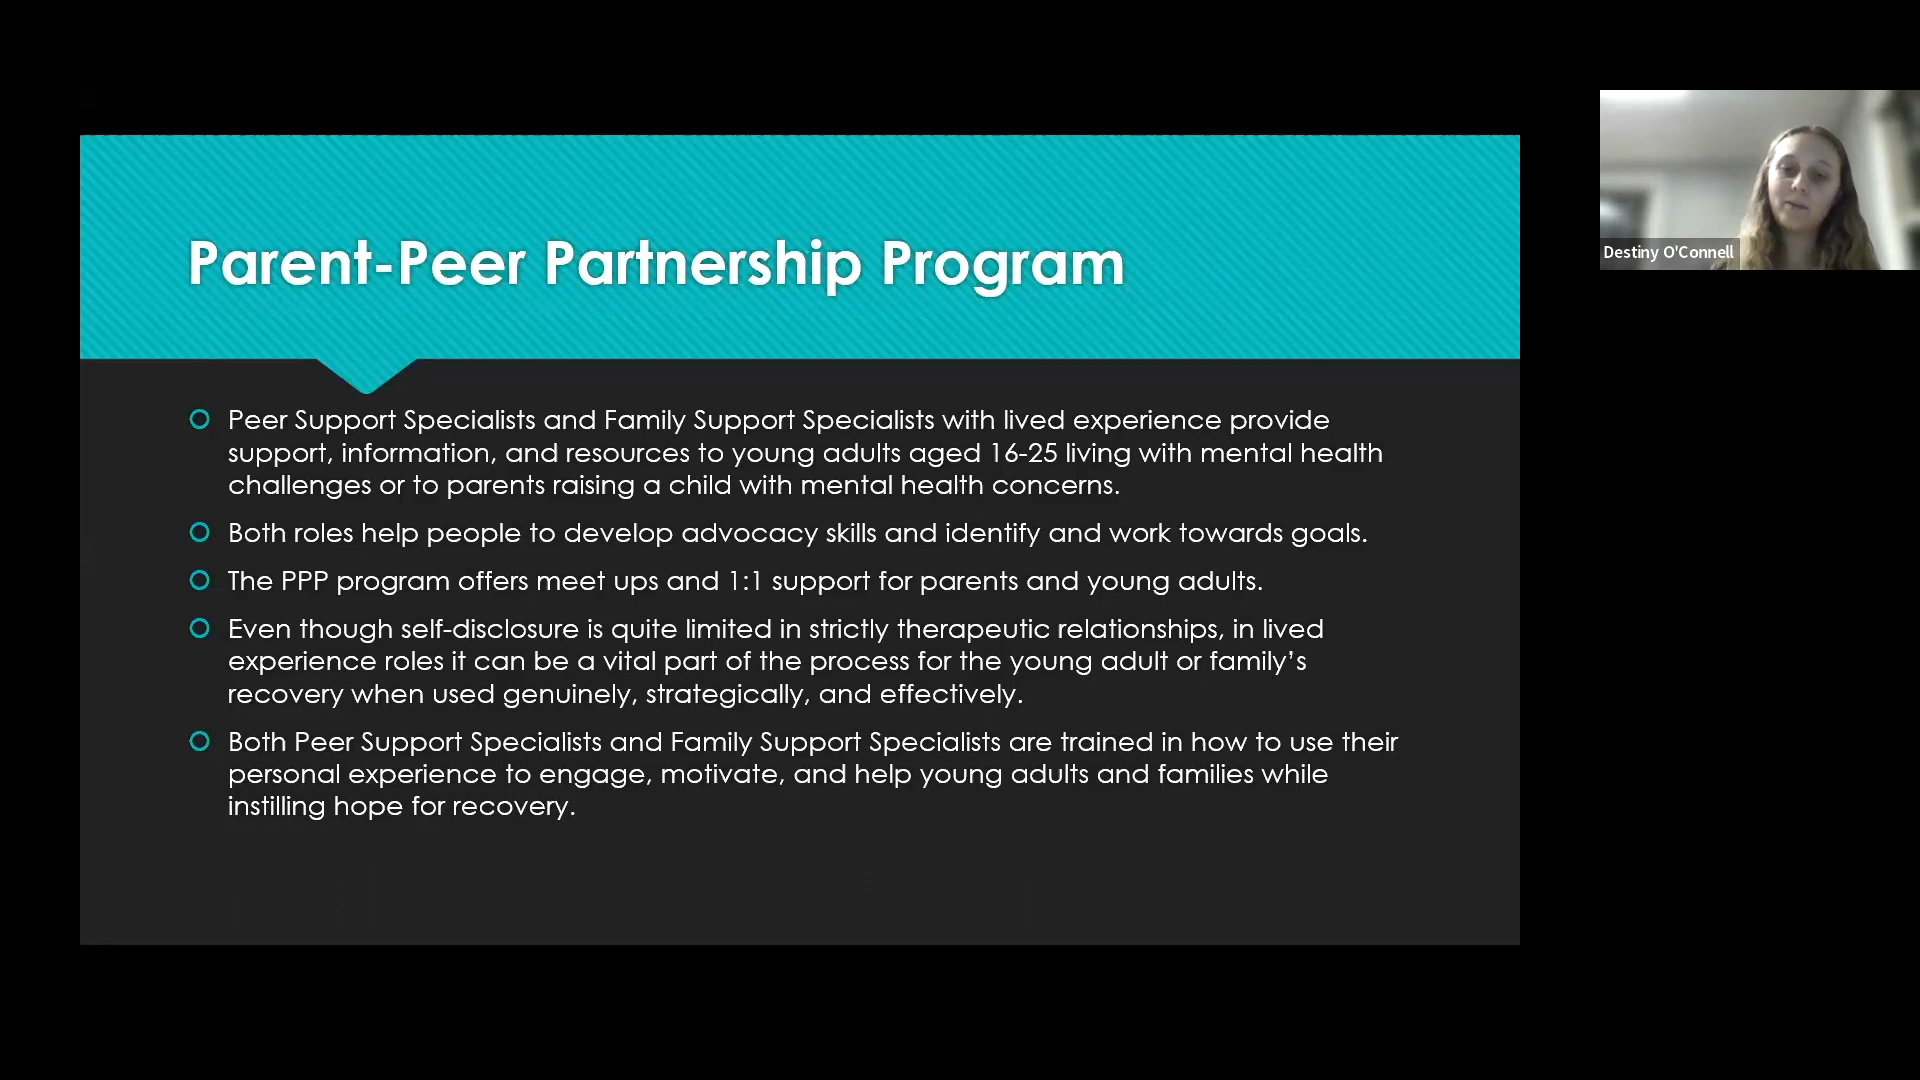 Parent-Peer Partnership Program
Peer Support Specialists and Family Support Specialists with lived experience provide
support, information, and resources to young adults aged 16-25 living with mental health
challenges or to parents raising a child with mental health concerns.
Both roles help people to develop advocacy skills and identify and work towards goals.
The PPP program offers meet ups and 1:1 support for parents and young adults.
Even though self-disclosure is quite limited in strictly therapeutic relationships, in lived
experience roles it can be a vital part of the process for the young adult or family’s
recovery when used genuinely, strategically, and effectively.
Both Peer Support Specialists and Family Support Specialists are trained in how to use their
personal experience to engage, motivate, and help young adults and families while
instilling hope for recovery.
Destiny O'Connell